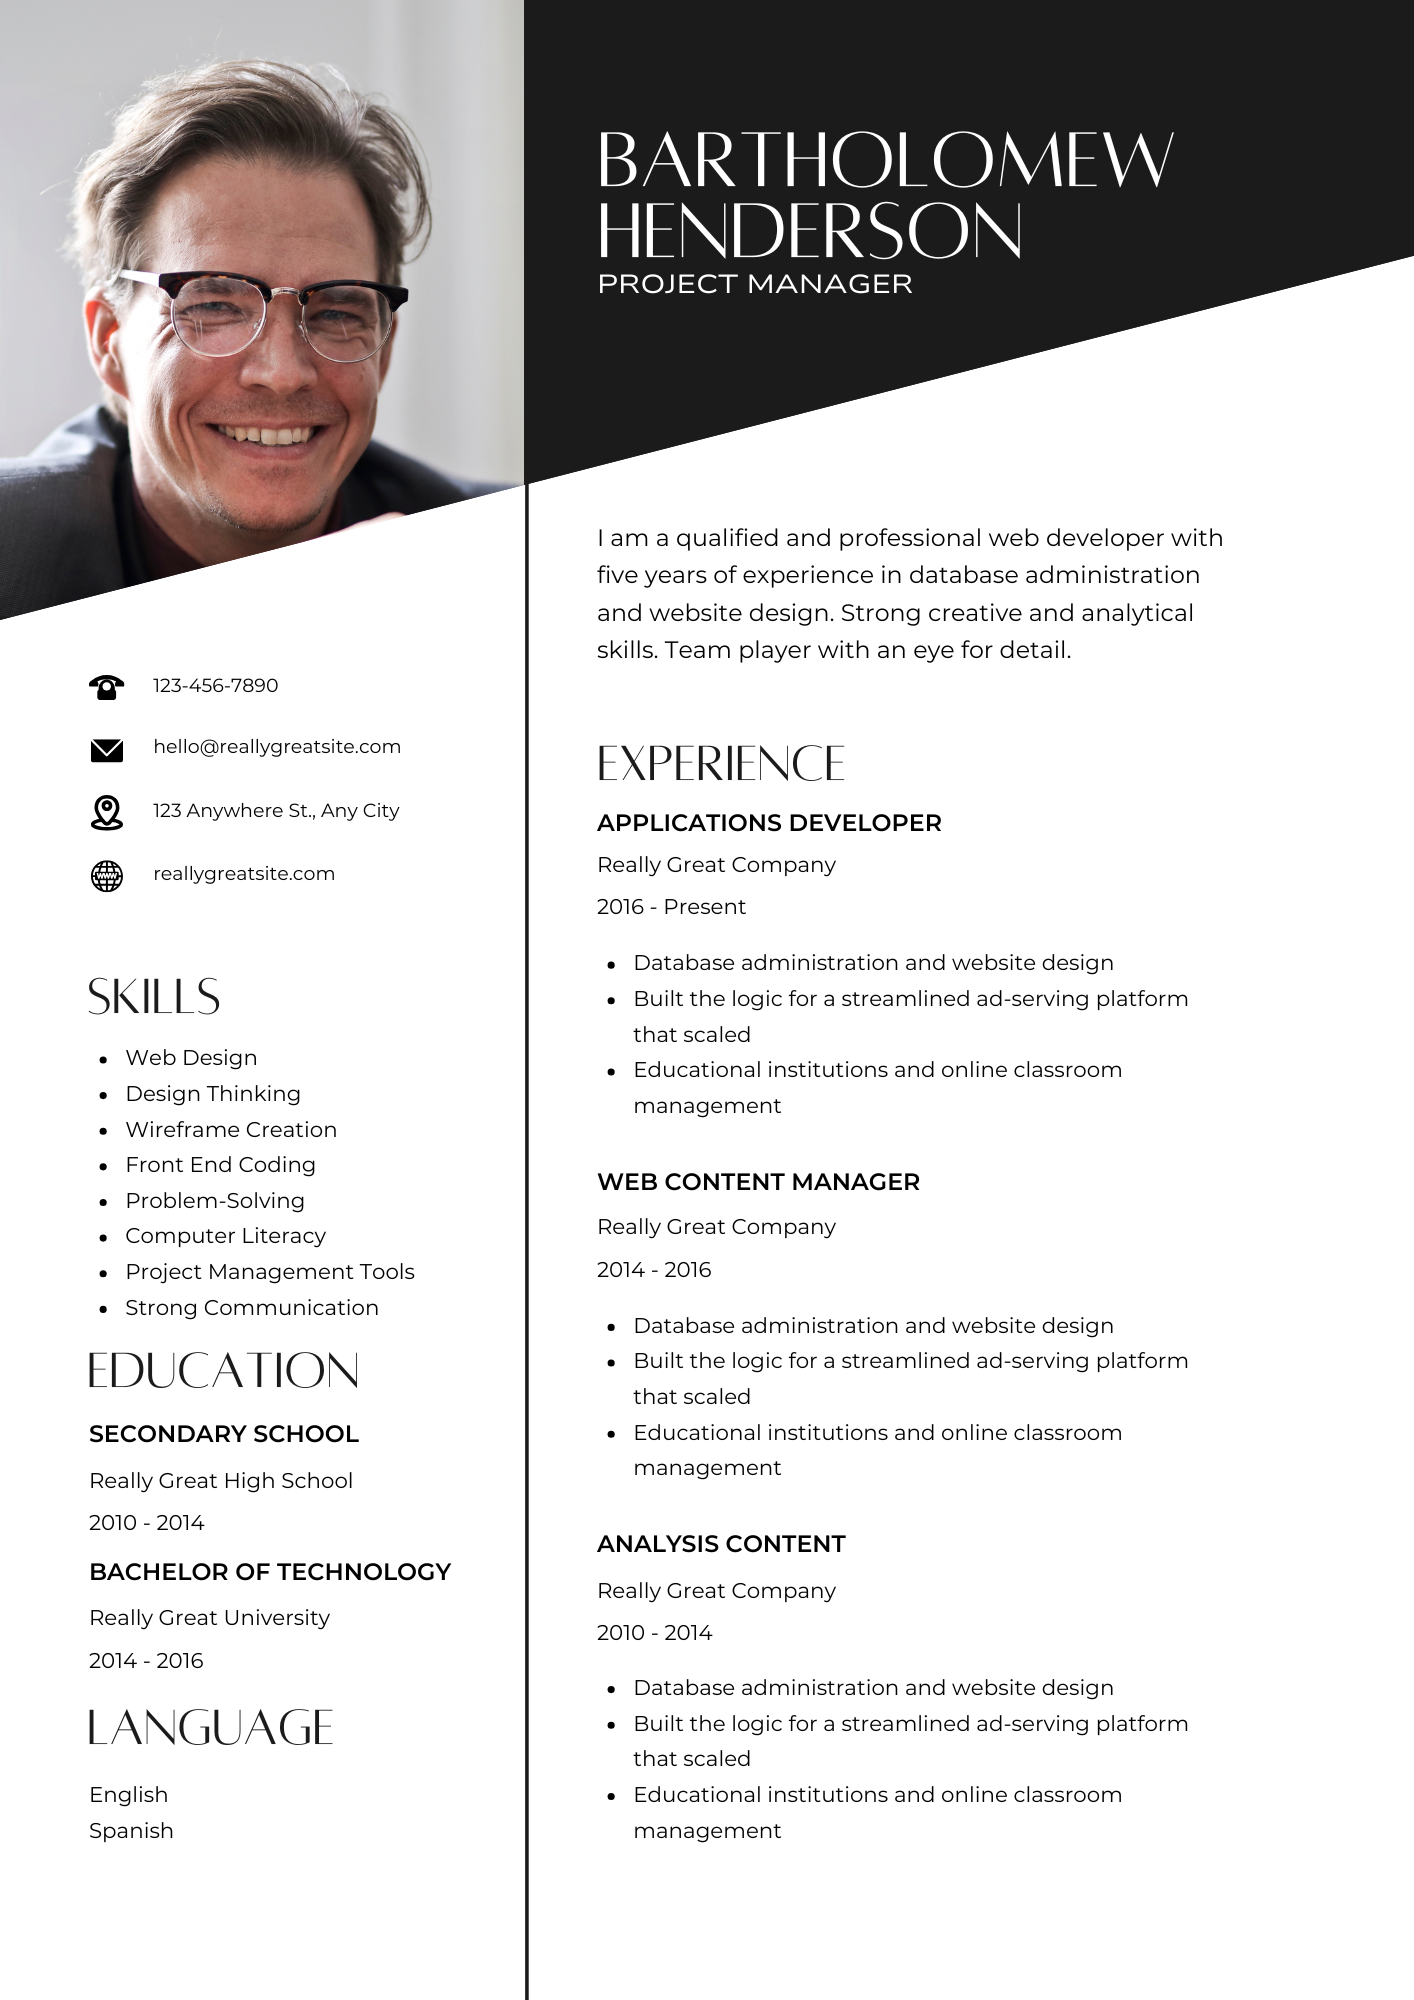 BARTHOLOMEW
HENDERSON
PROJECT MANAGER
123-456-7890
hello@reallygreatsite.com
123 Anywhere St., Any City
reallygreatsite.com
SKILLS
• Web Design
• Design Thinking
• Wireframe Creation
• Front End Coding
• Problem-Solving
• Computer Literacy
• Project Management Tools
• Strong Communication
EDUCATION
SECONDARY SCHOOL
Really Great High School
2010 - 2014
BACHELOR OF TECHNOLOGY
Really Great University
2014 - 2016
LANGUAGE
English
Spanish
I am a qualified and professional web developer with
five years of experience in database administration
and website design. Strong creative and analytical
skills. Team player with an eye for detail.
EXPERIENCE
APPLICATIONS DEVELOPER
Really Great Company
2016 - Present
• Database administration and website design
• Built the logic for a streamlined ad-serving platform
that scaled
• Educational institutions and online classroom
management
WEB CONTENT MANAGER
Really Great Company
2014 - 2016
• Database administration and website design
• Built the logic for a streamlined ad-serving platform
that scaled
• Educational institutions and online classroom
management
ANALYSIS CONTENT
Really Great Company
2010 - 2014
• Database administration and website design
• Built the logic for a streamlined ad-serving platform
that scaled
• Educational institutions and online classroom
management